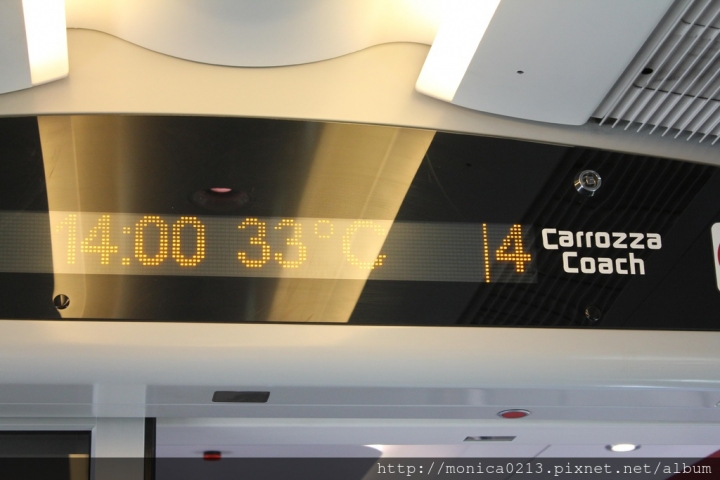 14:00 33°C |4 Carrozza
Coach
http://monica0213.pixnet.net/album